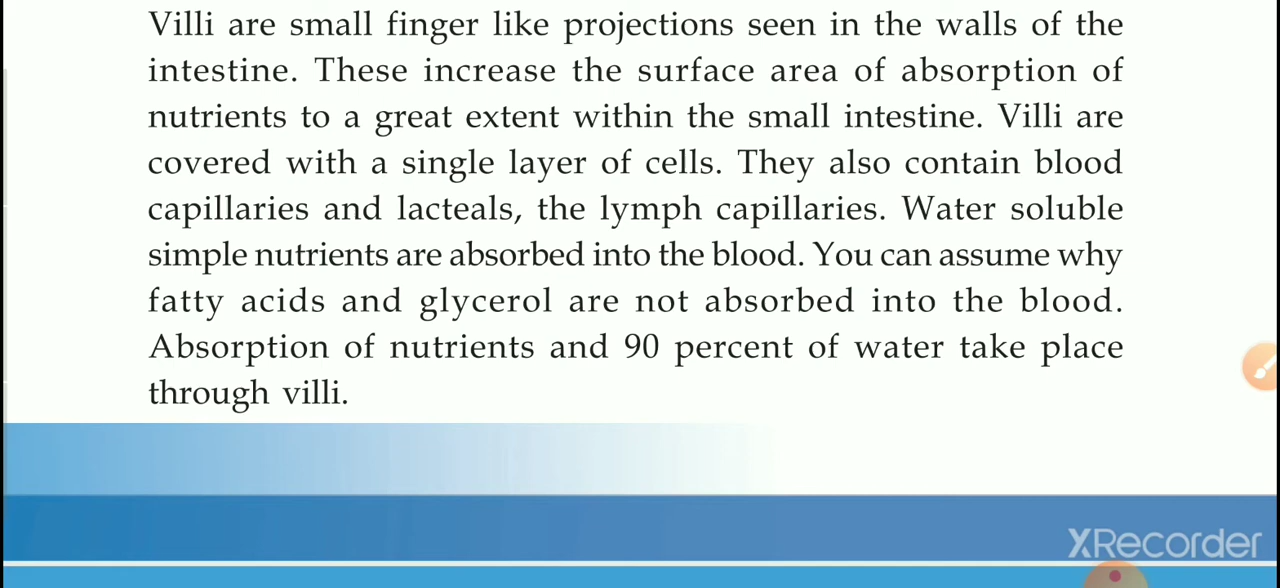 Villi are small finger like projections seen in the walls of the
intestine. These increase the surface area of absorption of
nutrients to a great extent within the small intestine. Villi are
covered with a single layer of cells. They also contain blood
capillaries and lacteals, the lymph capillaries. Water soluble
simple nutrients are absorbed into the blood. You can assume why
fatty acids and glycerol are not absorbed into the blood.
Absorption of nutrients and 90 percent of water take place
through villi.
XRecorder